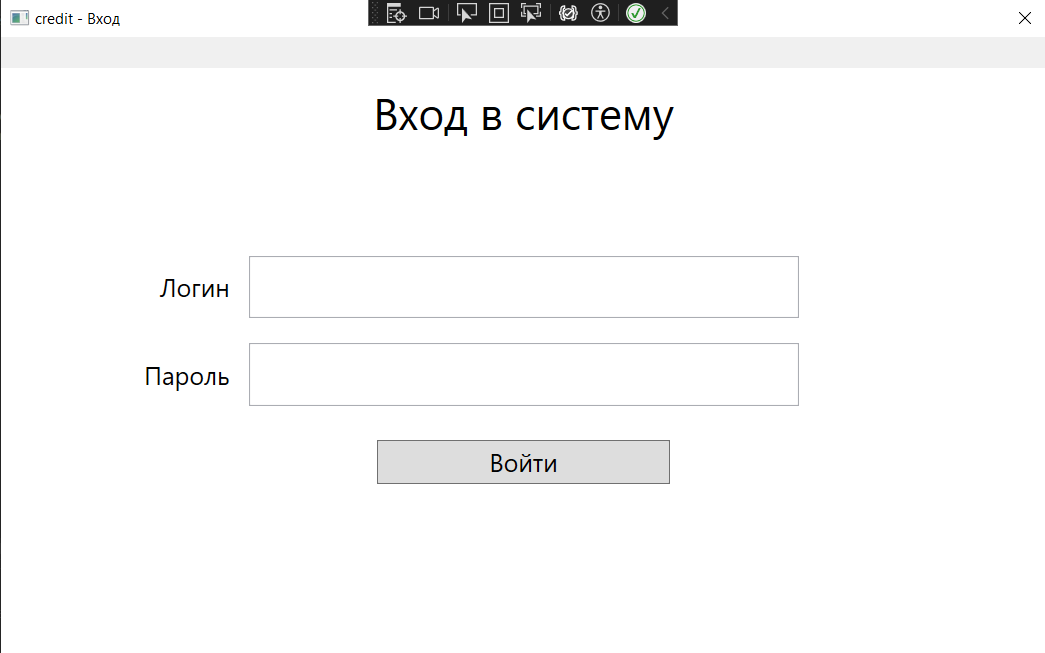 credit - Вход
Вход в систему
Логин
Пароль
Войти